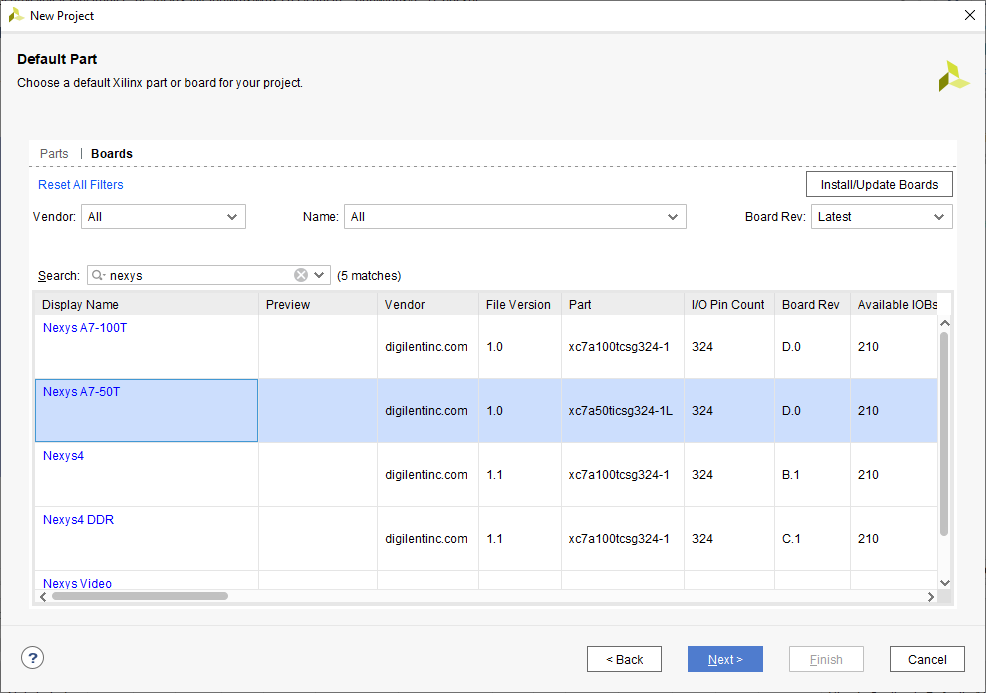 New Project
Default Part
Choose a default Xilinx part or board for your project.
Parts | Boards
Reset All Filters
Install/Update Boards
Vendor: All Name: All Board Rev: Latest
Search: nexys (5 matches)
Display Name Preview Vendor File Version Part I/O Pin Count Board Rev Available IOBs
Nexys A7-100T digilentinc.com 1.0 xc7a100tcsg324-1 324 D.0 210
Nexys A7-50T digilentinc.com 1.0 xc7a50ticsg324-1L 324 D.0 210
Nexys4 digilentinc.com 1.1 xc7a100tcsg324-1 324 B.1 210
Nexys4 DDR digilentinc.com 1.1 xc7a100tcsg324-1 324 C.1 210
Nexys Video
? < Back Next > Finish Cancel